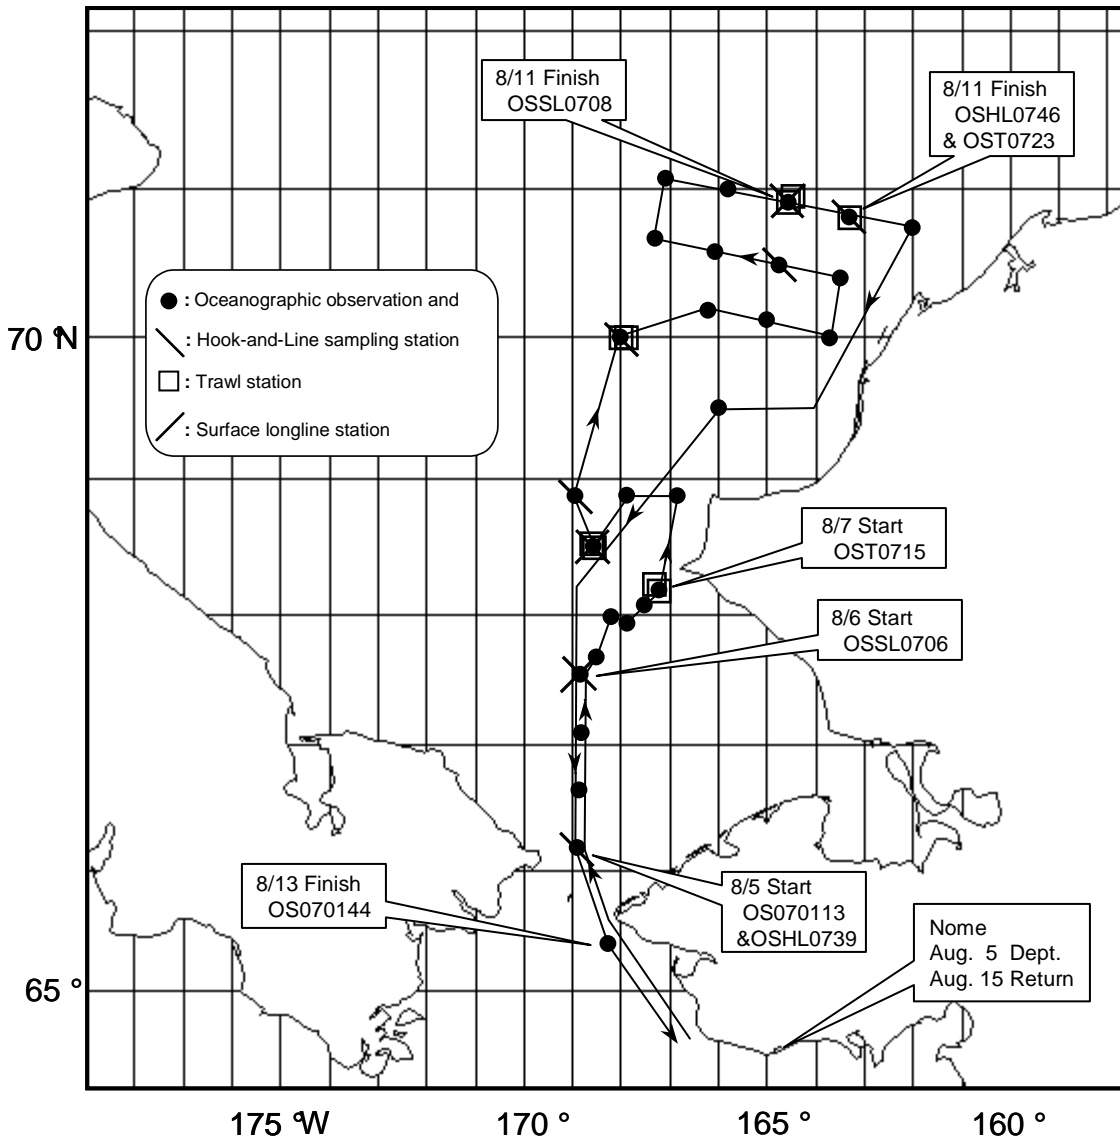 8/11 Finish
OSSL0708
8/11 Finish
OSHL0746
& OST0723
: Oceanographic observation and
: Hook-and-Line sampling station
: Trawl station
: Surface longline station
70 °N
8/7 Start
OST0715
8/6 Start
OSSL0706
8/13 Finish
OS070144
8/5 Start
OS070113
&OSHL0739
Nome
Aug. 5 Dept.
Aug. 15 Return
65 °
175 °W
170 °
165 °
160 °